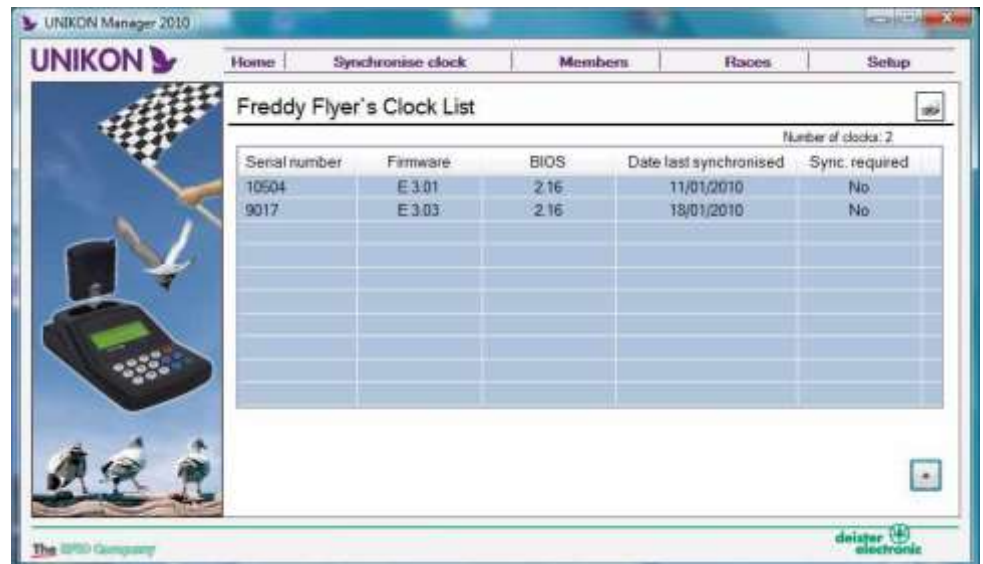 UNIKON Manager 2010
UNIKON
Home Synchronise clock Members Races Setup
Freddy Flyer`s Clock List
Number of clocks: 2
Serial number Firmware BIOS Date last synchronised Sync. required
10504 E 3.01 2.16 11/01/2010 No
9017 E 3.03 2.16 18/01/2010 No
The RFID Company
deister
electronic